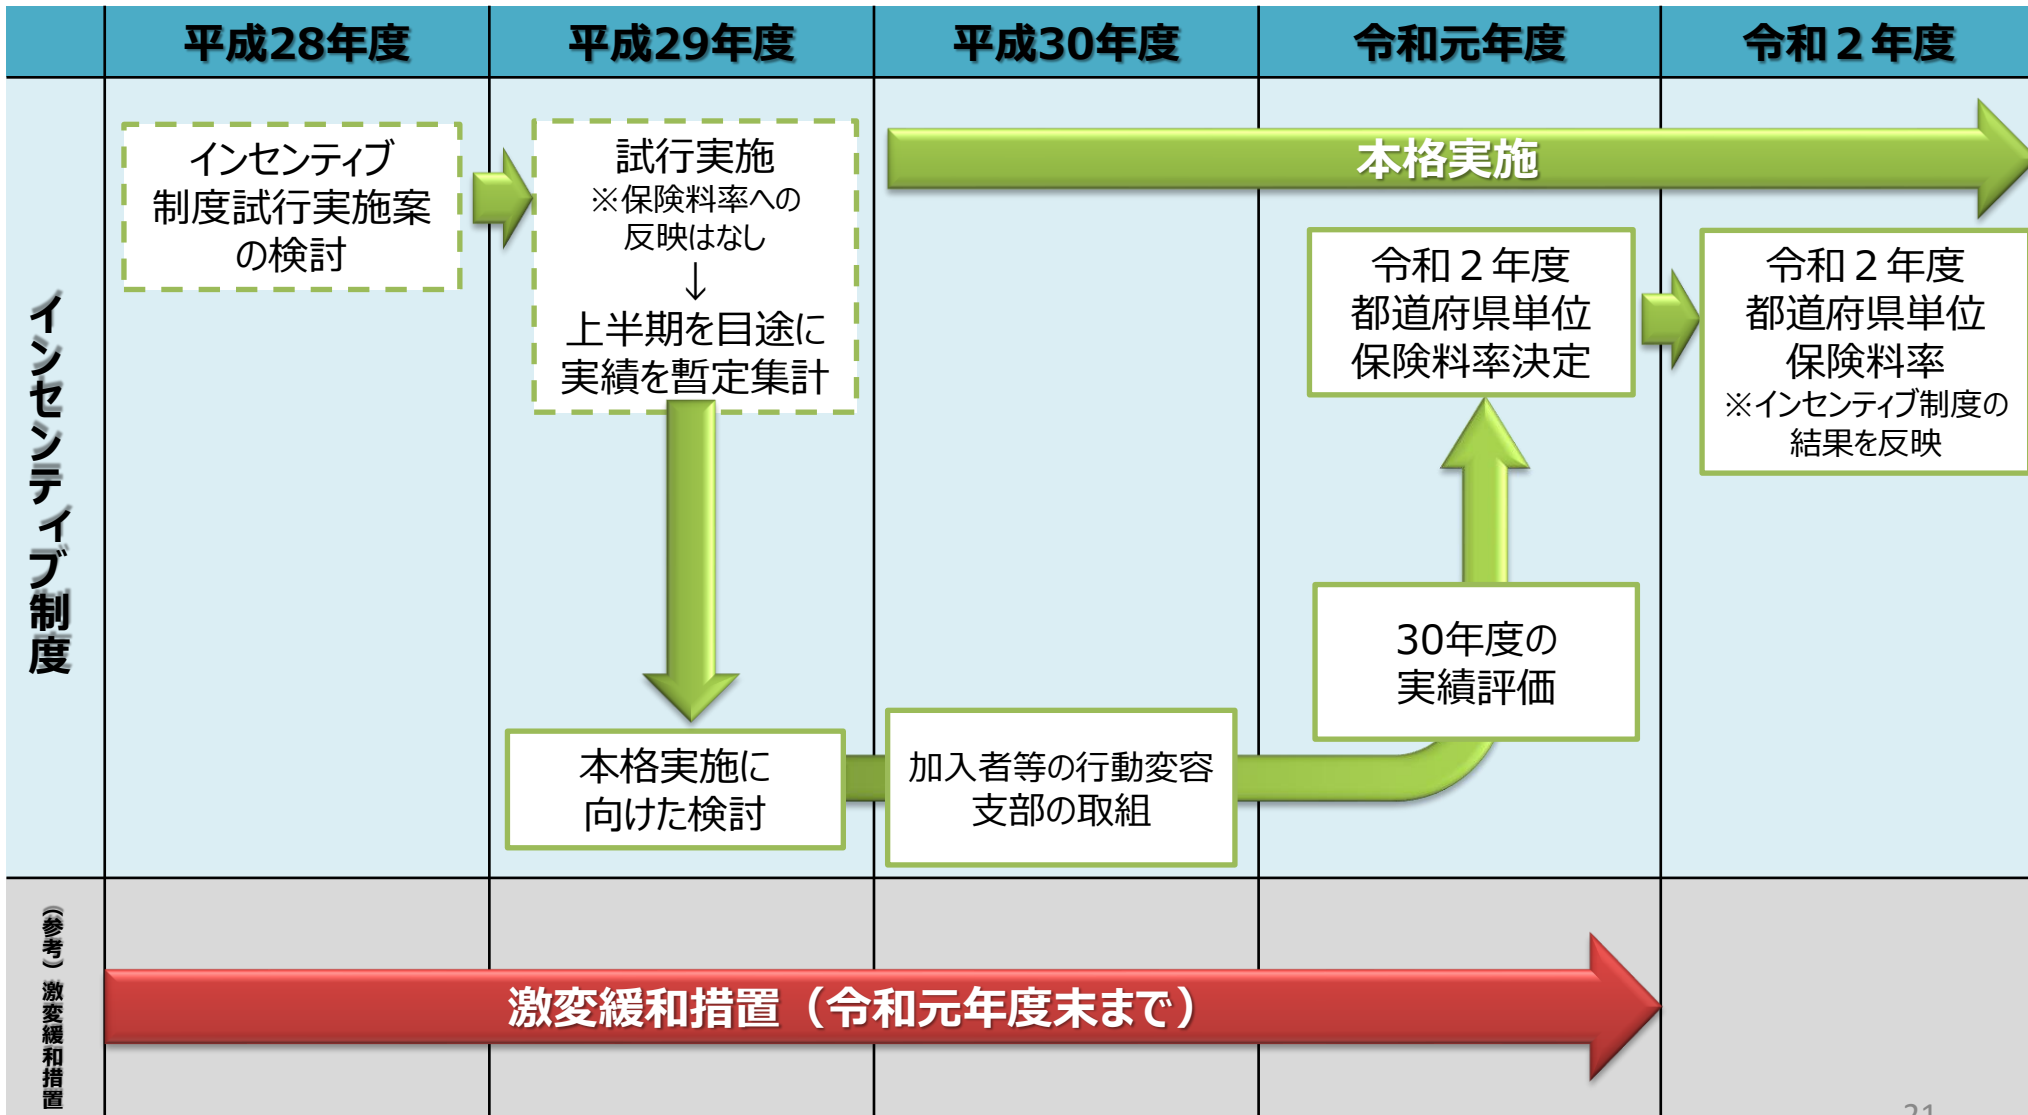 平成28年度
平成29年度
平成30年度
令和元年度
令和２年度
インセンティブ制度
インセンティブ
制度試行実施案
の検討
試行実施
※保険料率への
反映はなし
↓
上半期を目途に
実績を暫定集計
本格実施に
向けた検討
本格実施
加入者等の行動変容
支部の取組
令和２年度
都道府県単位
保険料率決定
30年度の
実績評価
令和２年度
都道府県単位
保険料率
※インセンティブ制度の
結果を反映
（参考）激変緩和措置
激変緩和措置（令和元年度末まで）
21